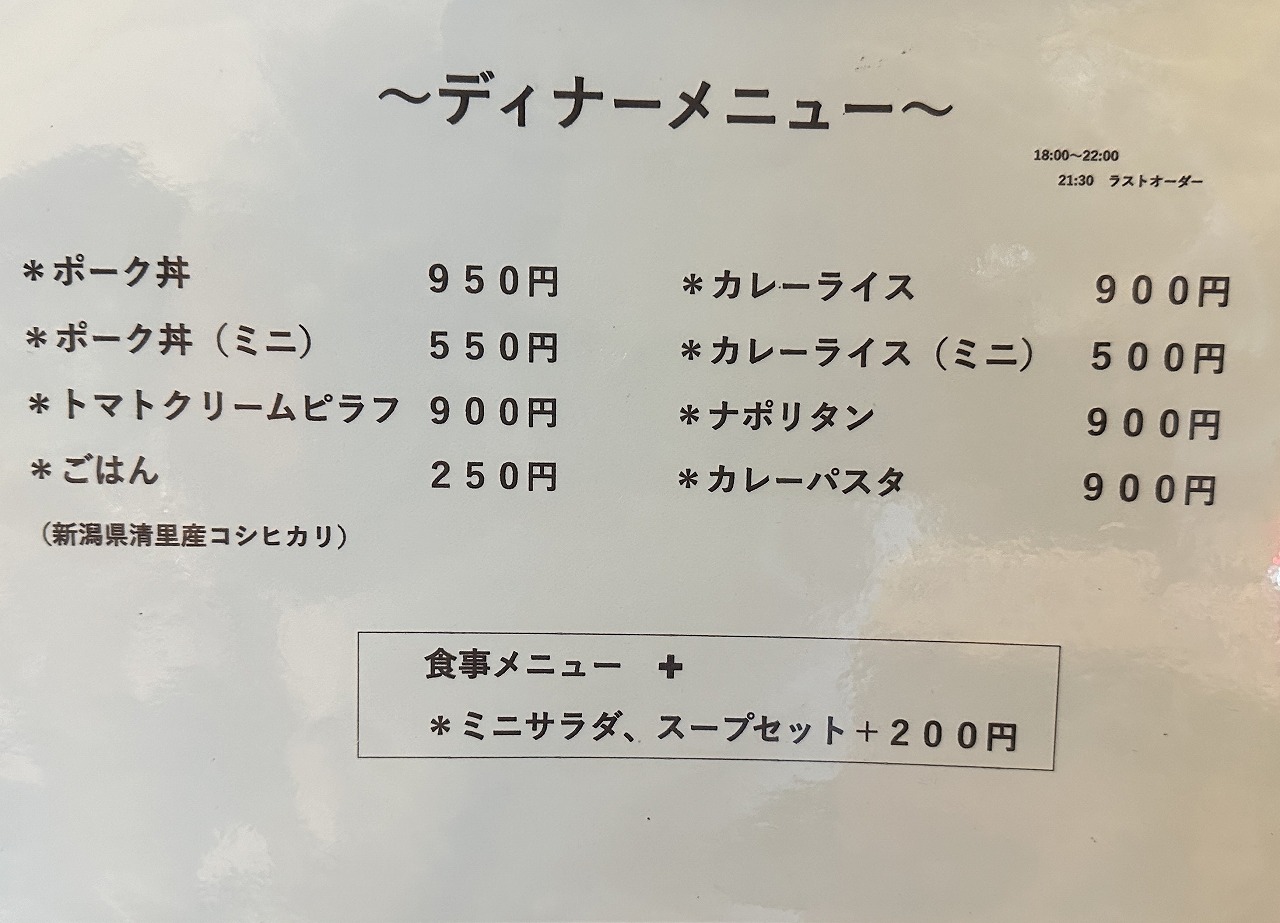 ～ディナーメニュー～
18:00～22:00
21:30 ラストオーダー
＊ポーク丼 ９５０円
＊ポーク丼（ミニ） ５５０円
＊トマトクリームピラフ ９００円
＊ごはん ２５０円
（新潟県清里産コシヒカリ）
＊カレーライス ９００円
＊カレーライス（ミニ） ５００円
＊ナポリタン ９００円
＊カレーパスタ ９００円
食事メニュー ✚
＊ミニサラダ、スープセット＋２００円